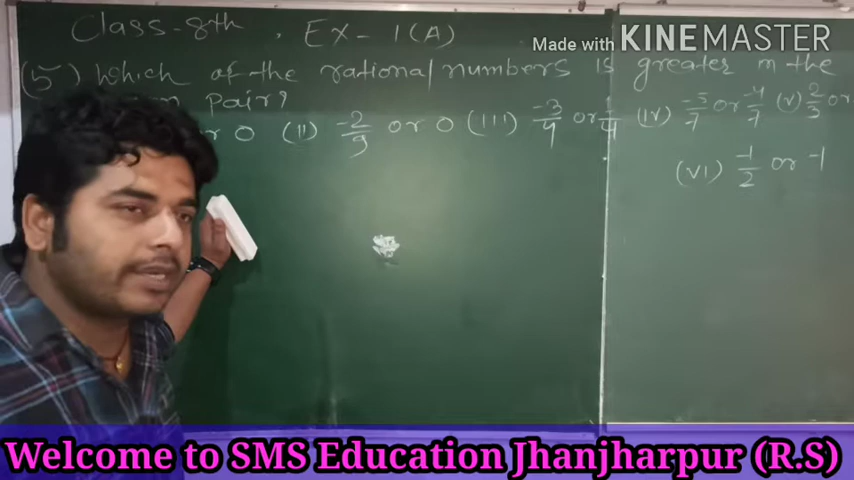 Class-8th , Ex-1(A)
Made with KINEMASTER
(5) Which of the rational numbers is greater in the
pair?
or 0 (II) -2/9 or 0 (III) -3/4 or 1/4 (IV) -5/7 or -4/7 (V) 2/3 or
(VI) -1/2 or -1
Welcome to SMS Education Jhanjharpur (R.S)